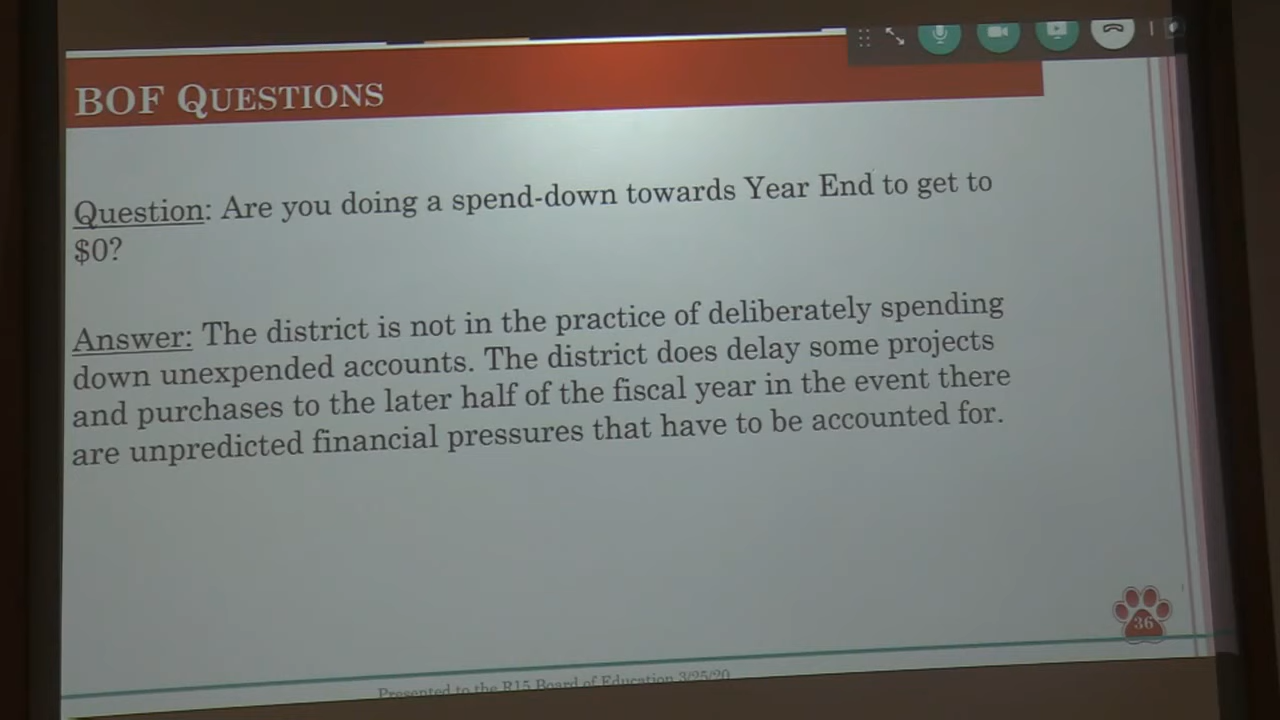 BOF QUESTIONS
Question: Are you doing a spend-down towards Year End to get to
$0?
Answer: The district is not in the practice of deliberately spending
down unexpended accounts. The district does delay some projects
and purchases to the later half of the fiscal year in the event there
are unpredicted financial pressures that have to be accounted for.
36
Presented to the R15 Board of Education 3/25/20